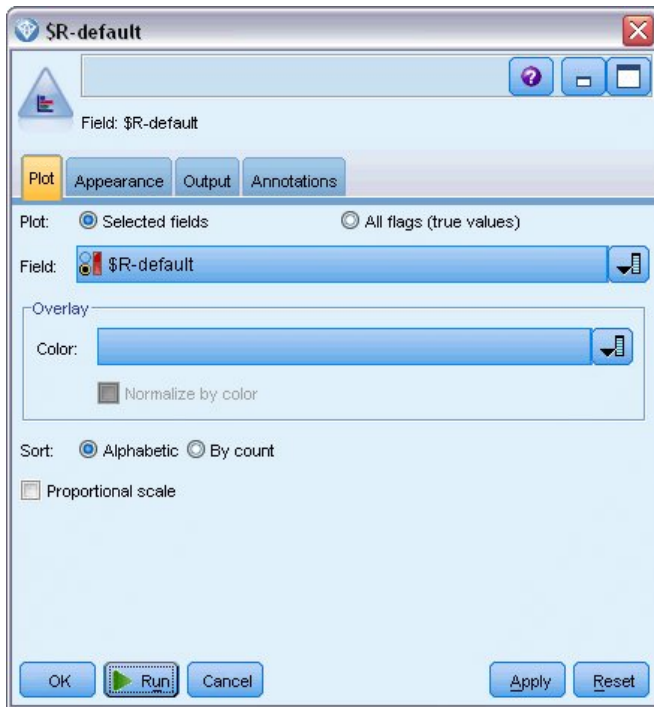 $R-default
Field: $R-default
Plot Appearance Output Annotations
Plot: Selected fields All flags (true values)
Field: $R-default
Overlay
Color:
Normalize by color
Sort: Alphabetic By count
Proportional scale
OK Run Cancel Apply Reset